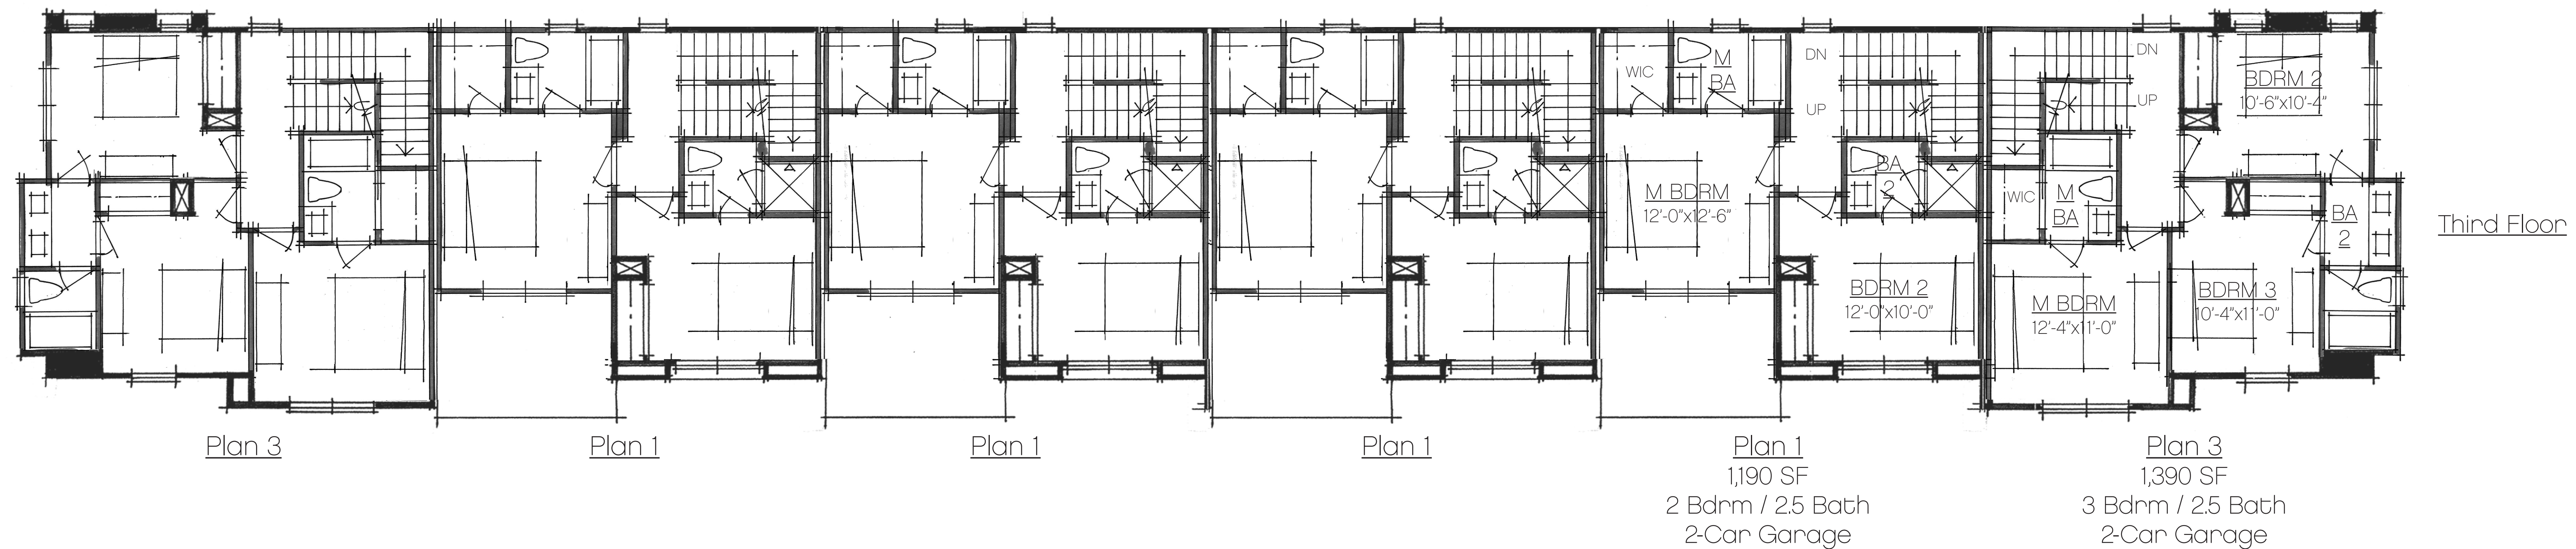 WIC
M
BA
DN
UP
BA
2
M BDRM
12'-0"x12'-6"
BDRM 2
12'-0"x10'-0"
DN
UP
BDRM 2
10'-6"x10'-4"
WIC
M
BA
BA
2
M BDRM
12'-4"x11'-0"
BDRM 3
10'-4"x11'-0"
Third Floor
Plan 3
Plan 1
Plan 1
Plan 1
Plan 1
1,190 SF
2 Bdrm / 2.5 Bath
2-Car Garage
Plan 3
1,390 SF
3 Bdrm / 2.5 Bath
2-Car Garage